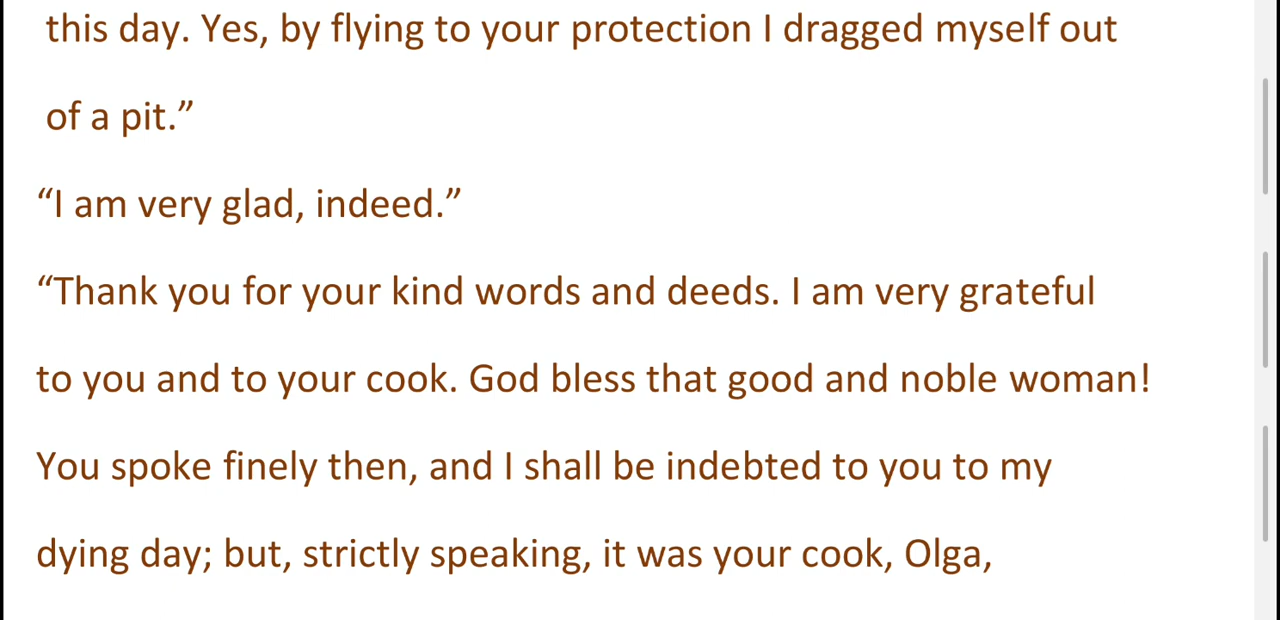 this day. Yes, by flying to your protection I dragged myself out
of a pit.”
“I am very glad, indeed.”
“Thank you for your kind words and deeds. I am very grateful
to you and to your cook. God bless that good and noble woman!
You spoke finely then, and I shall be indebted to you to my
dying day; but, strictly speaking, it was your cook, Olga,